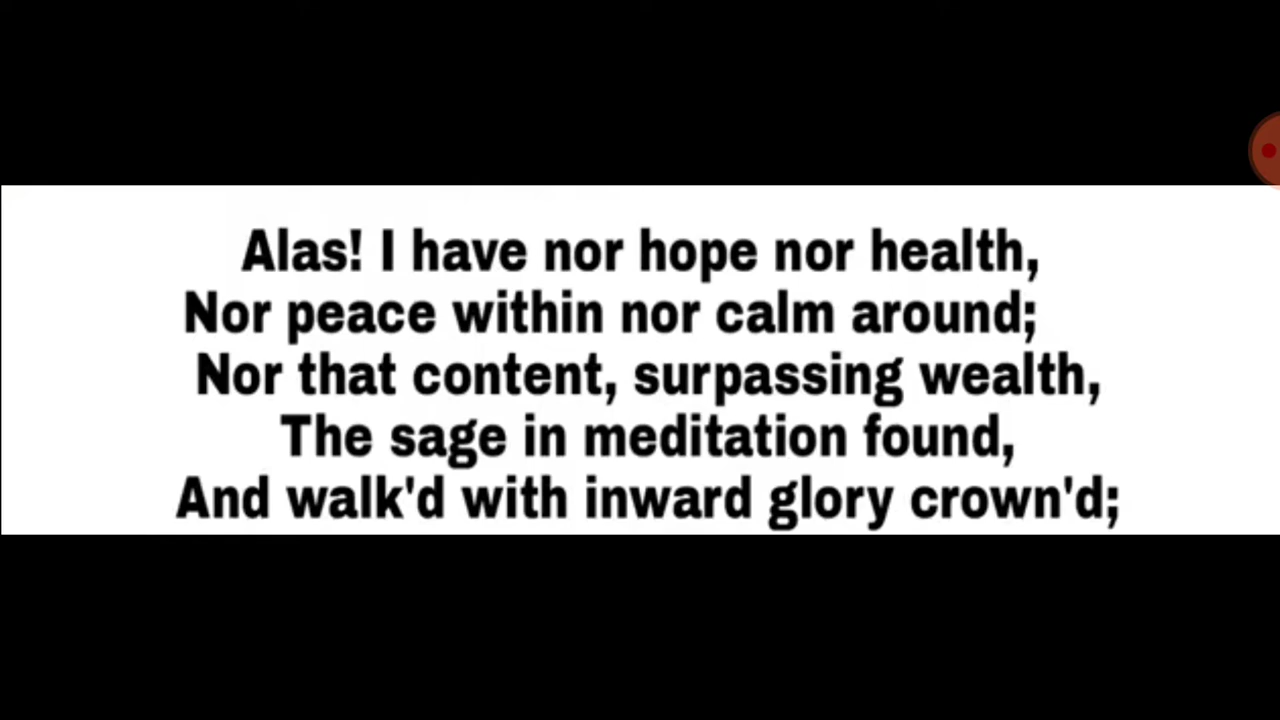 Alas! I have nor hope nor health,
Nor peace within nor calm around;
Nor that content, surpassing wealth,
The sage in meditation found,
And walk'd with inward glory crown'd;